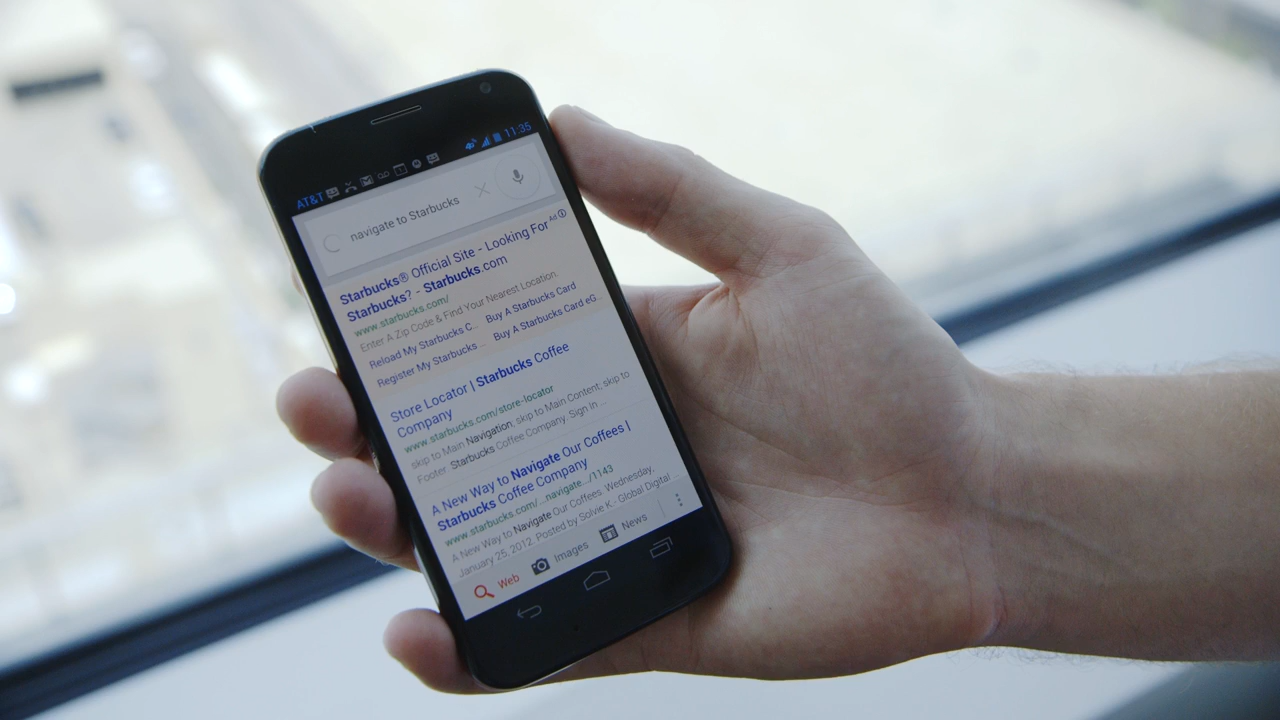 AT&T 11:35
navigate to Starbucks
Starbucks® Official Site - Looking For Ad
Starbucks? - Starbucks.com
www.starbucks.com/
Enter A Zip Code & Find Your Nearest Location.
Reload My Starbucks C... Buy A Starbucks Card
Register My Starbucks ... Buy A Starbucks Card eG...
Store Locator | Starbucks Coffee
Company
www.starbucks.com/store-locator
skip to Main Navigation; skip to Main Content; skip to
Footer. Starbucks Coffee Company. Sign In ...
A New Way to Navigate Our Coffees |
Starbucks Coffee Company
www.starbucks.com/...navigate.../1143
A New Way to Navigate Our Coffees. Wednesday,
January 25, 2012. Posted by Solvie K - Global Digital ...
Web Images News